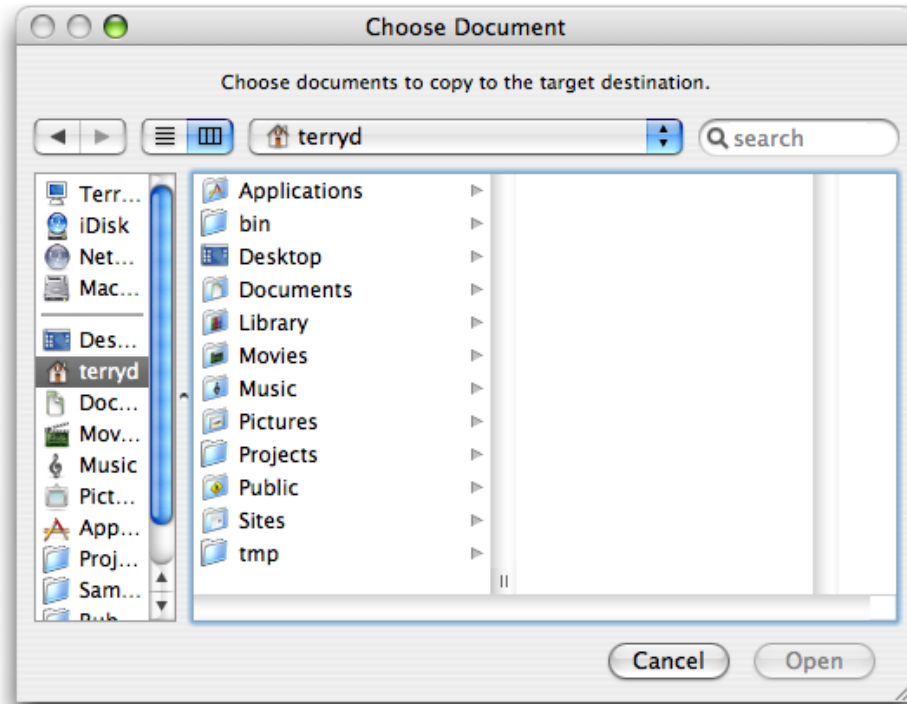 Choose Document
Choose documents to copy to the target destination.
terryd
search
Terr...
iDisk
Net...
Mac...
Des...
terryd
Doc...
Mov...
Music
Pict...
App...
Proj...
Sam...
Applications
bin
Desktop
Documents
Library
Movies
Music
Pictures
Projects
Public
Sites
tmp
Cancel
Open